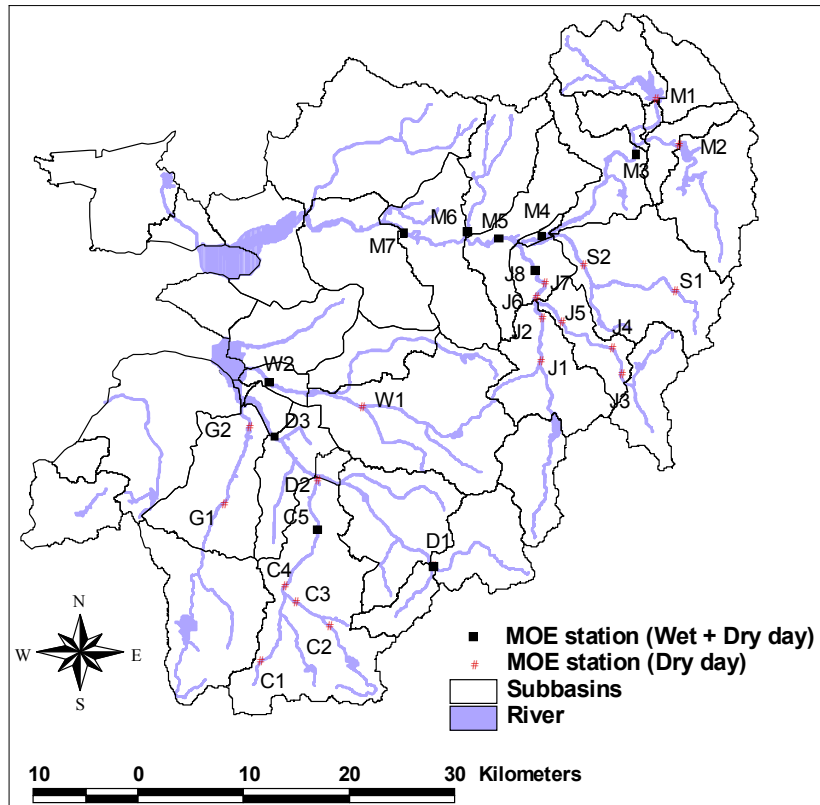 M1
M2
M3
M4
M5
M6
M7
S2
S1
J8
J7
J6
J5
J2
J4
J1
J3
W2
W1
D3
G2
D2
G1
C5
D1
C4
C3
C2
C1
N
W E
S
MOE station (Wet + Dry day)
MOE station (Dry day)
Subbasins
River
10 0 10 20 30 Kilometers